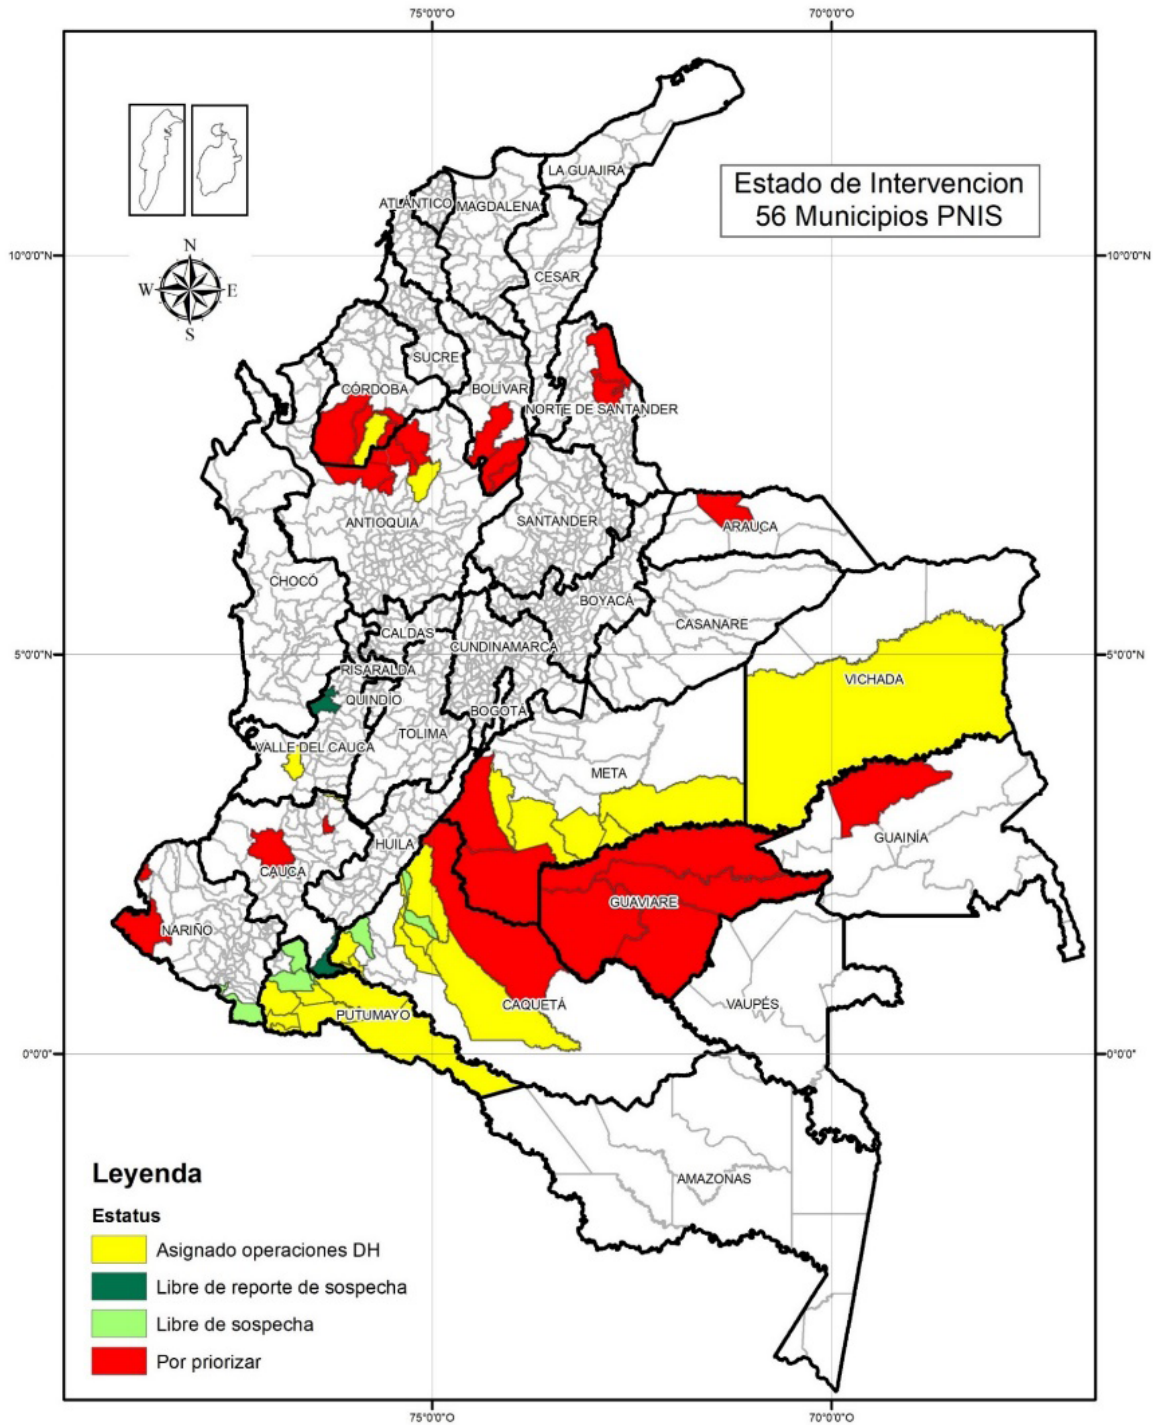 75°0'0"O
70°0'0"O
Estado de Intervencion
56 Municipios PNIS
N
W
E
S
10°0'0"N
10°0'0"N
LA GUAJIRA
ATLÁNTICO
MAGDALENA
CESAR
SUCRE
CÓRDOBA
BOLÍVAR
NORTE DE SANTANDER
ANTIOQUIA
SANTANDER
ARAUCA
CHOCÓ
BOYACÁ
CASANARE
CALDAS
CUNDINAMARCA
5°0'0"N
5°0'0"N
RISARALDA
VICHADA
QUINDÍO
BOGOTÁ
TOLIMA
VALLE DEL CAUCA
META
GUAINÍA
HUILA
CAUCA
GUAVIARE
NARIÑO
CAQUETÁ
VAUPÉS
PUTUMAYO
0°0'0"
0°0'0"
AMAZONAS
Leyenda
Estatus
Asignado operaciones DH
Libre de reporte de sospecha
Libre de sospecha
Por priorizar
75°0'0"O
70°0'0"O